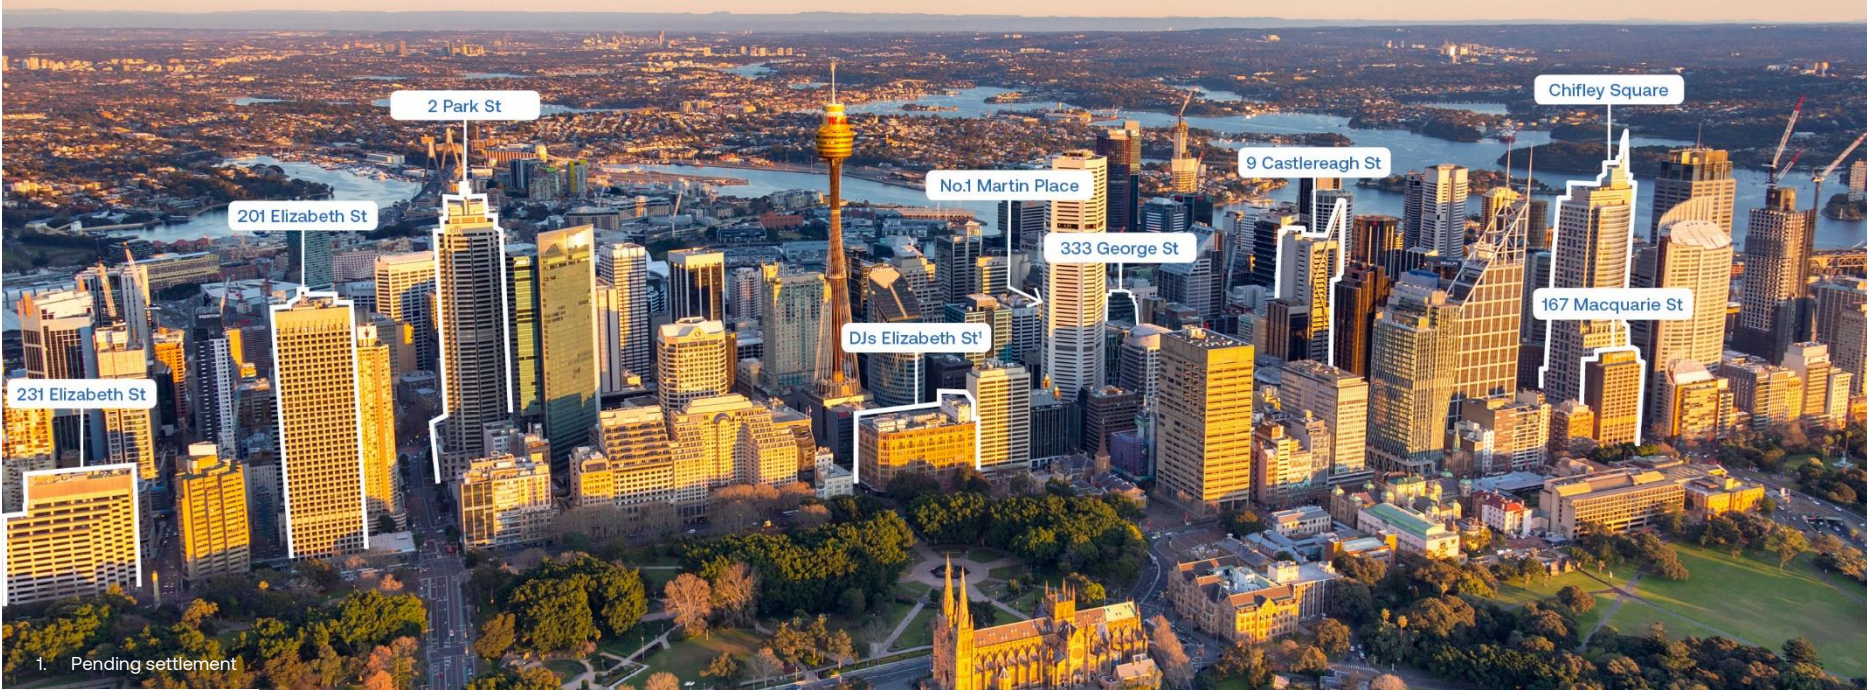 Chifley Square
2 Park St
9 Castlereagh St
No.1 Martin Place
201 Elizabeth St
333 George St
167 Macquarie St
DJs Elizabeth St¹
231 Elizabeth St
1. Pending settlement